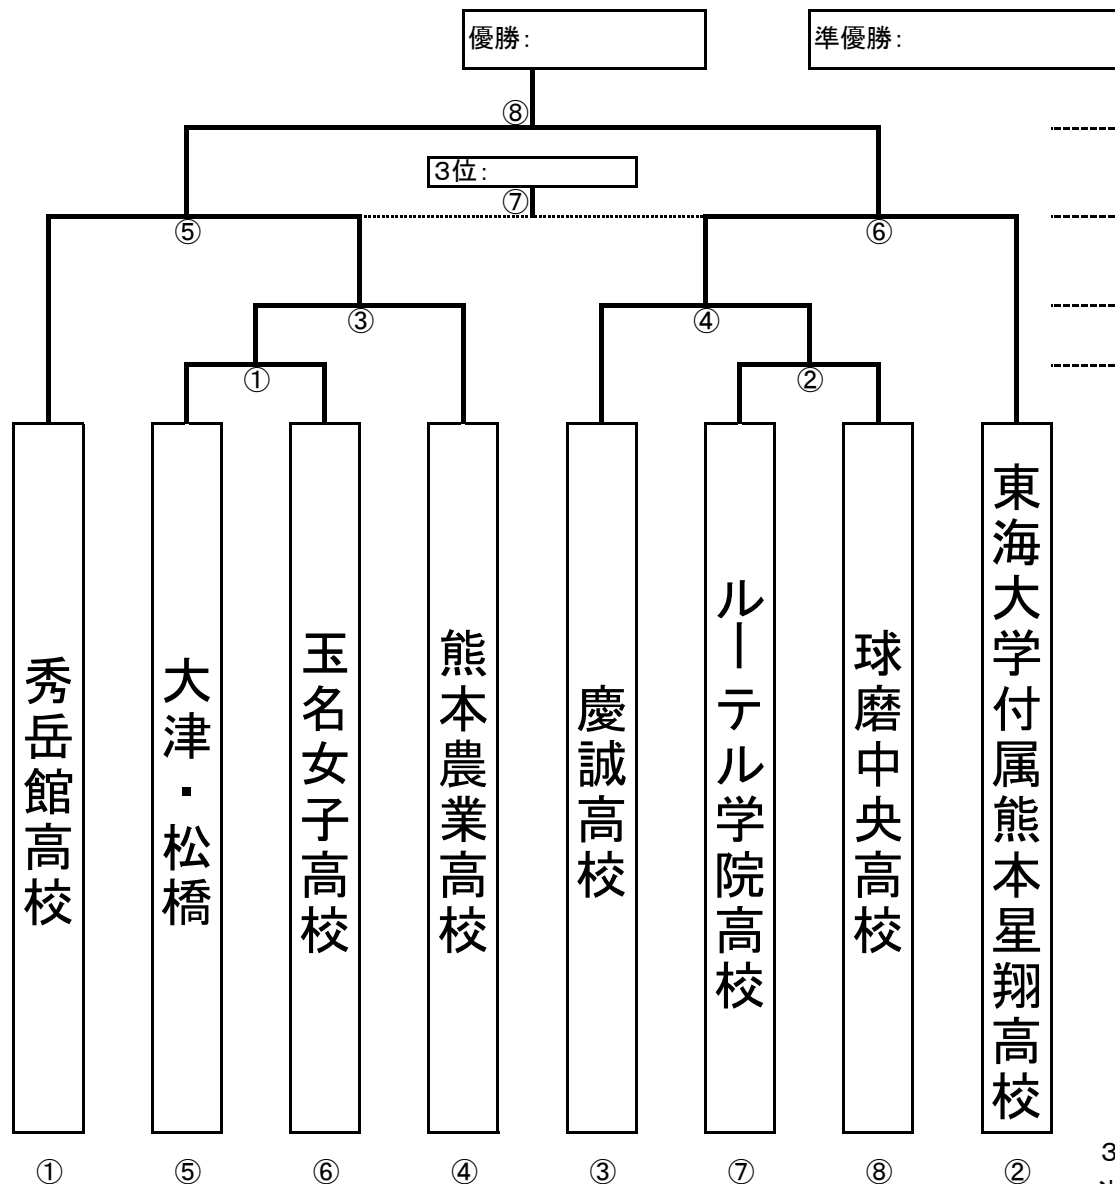 優勝：
準優勝：
⑧
３位：
⑦
⑤
⑥
③
④
①
②
秀岳館高校
大津・松橋
玉名女子高校
熊本農業高校
慶誠高校
ルーテル学院高校
球磨中央高校
東海大学付属熊本星翔高校
３
① ⑤ ⑥ ④ ③ ⑦ ⑧ ②